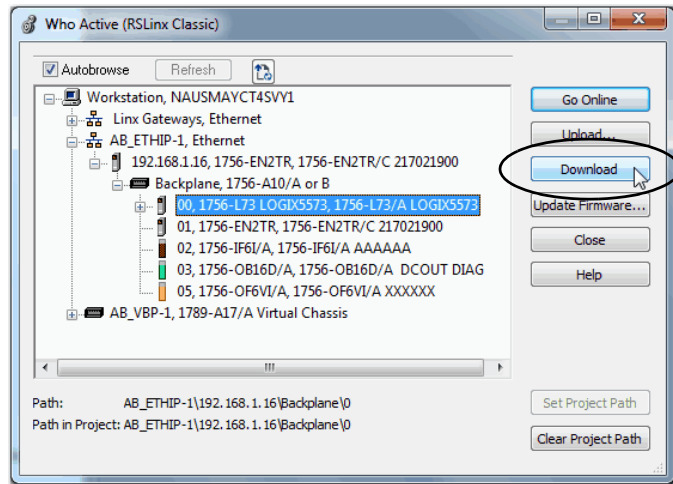 Who Active (RSLinx Classic)
Autobrowse
Refresh
Workstation, NAUSMAYCT4SVY1
Linx Gateways, Ethernet
AB_ETHIP-1, Ethernet
192.168.1.16, 1756-EN2TR, 1756-EN2TR/C 217021900
Backplane, 1756-A10/A or B
00, 1756-L73 LOGIX5573, 1756-L73/A LOGIX5573
01, 1756-EN2TR, 1756-EN2TR/C 217021900
02, 1756-IF6I/A, 1756-IF6I/A AAAAAA
03, 1756-OB16D/A, 1756-OB16D/A DCOUT DIAG
05, 1756-OF6VI/A, 1756-OF6VI/A XXXXXX
AB_VBP-1, 1789-A17/A Virtual Chassis
Go Online
Upload...
Download
Update Firmware...
Close
Help
Path: AB_ETHIP-1\192.168.1.16\Backplane\0
Path in Project: AB_ETHIP-1\192.168.1.16\Backplane\0
Set Project Path
Clear Project Path